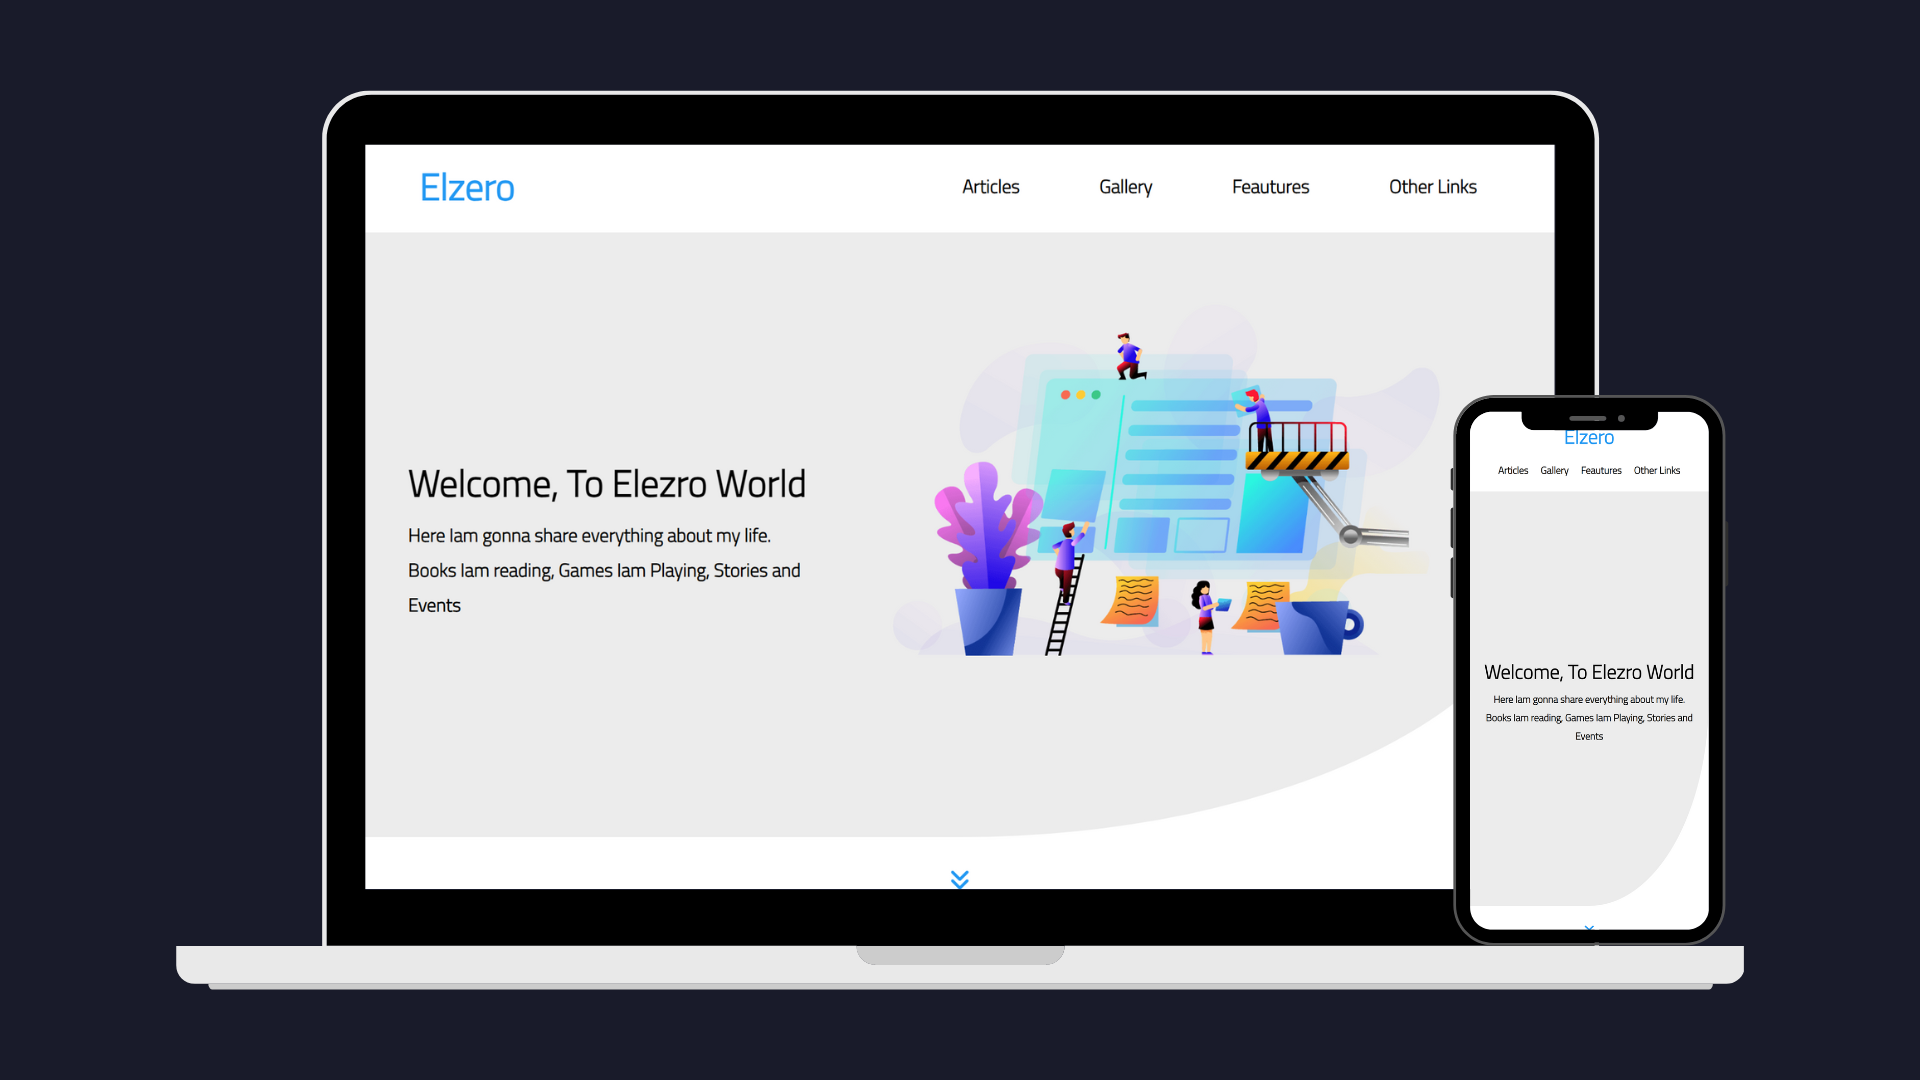 Elzero
Articles Gallery Feautures Other Links
Welcome, To Elezro World
Here Iam gonna share everything about my life.
Books Iam reading, Games Iam Playing, Stories and
Events
Elzero
Articles Gallery Feautures Other Links
Welcome, To Elezro World
Here Iam gonna share everything about my life.
Books Iam reading, Games Iam Playing, Stories and
Events